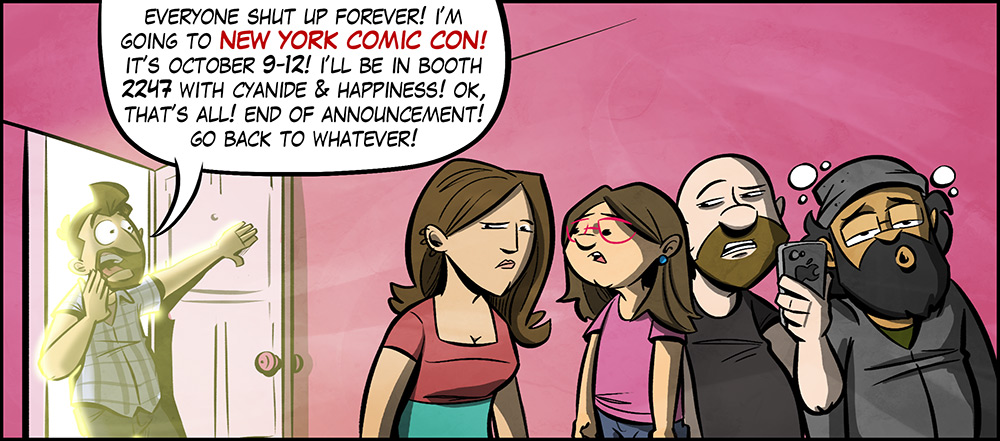 EVERYONE SHUT UP FOREVER! I'M
GOING TO NEW YORK COMIC CON!
IT'S OCTOBER 9-12! I'LL BE IN BOOTH
2247 WITH CYANIDE & HAPPINESS! OK,
THAT'S ALL! END OF ANNOUNCEMENT!
GO BACK TO WHATEVER!